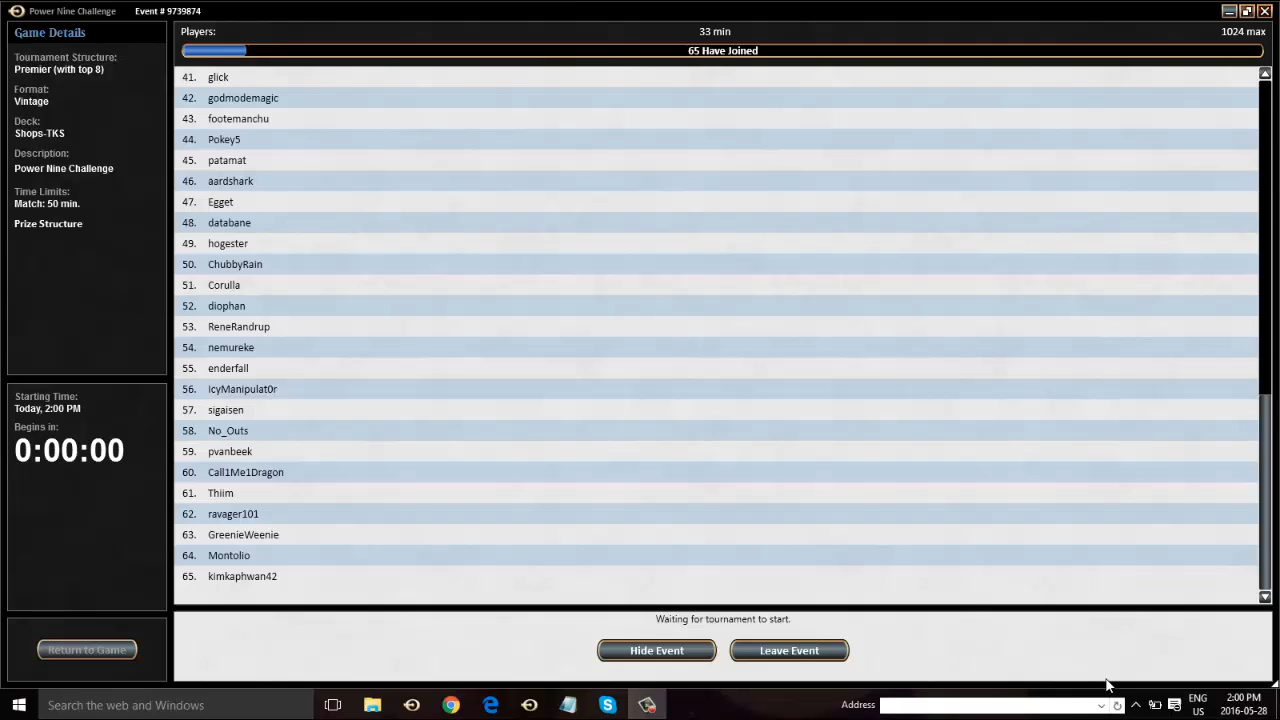 Power Nine Challenge Event # 9739874
Game Details
Tournament Structure:
Premier (with top 8)
Format:
Vintage
Deck:
Shops-TKS
Description:
Power Nine Challenge
Time Limits:
Match: 50 min.
Prize Structure
Starting Time:
Today, 2:00 PM
Begins in:
0:00:00
Return to Game
Players: 33 min 1024 max
65 Have Joined
41. glick
42. godmodemagic
43. footemanchu
44. Pokey5
45. patamat
46. aardshark
47. Egget
48. databane
49. hogester
50. ChubbyRain
51. Corulla
52. diophan
53. ReneRandrup
54. nemureke
55. enderfall
56. IcyManipulat0r
57. sigaisen
58. No_Outs
59. pvanbeek
60. Call1Me1Dragon
61. Thiim
62. ravager101
63. GreenieWeenie
64. Montolio
65. kimkaphwan42
Waiting for tournament to start.
Hide Event Leave Event
Search the web and Windows
Address
ENG 2:00 PM
US 2016-05-28